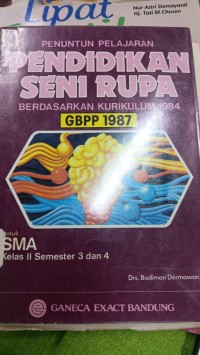 Lipat
Nur Astri Damayanti
Hj. Tati M. Chusen
PENUNTUN PELAJARAN
PENDIDIKAN
SENI RUPA
BERDASARKAN KURIKULUM 1984
GBPP 1987
SMA
Kelas II Semester 3 dan 4
Drs. Budiman Dermawan
GANECA EXACT BANDUNG